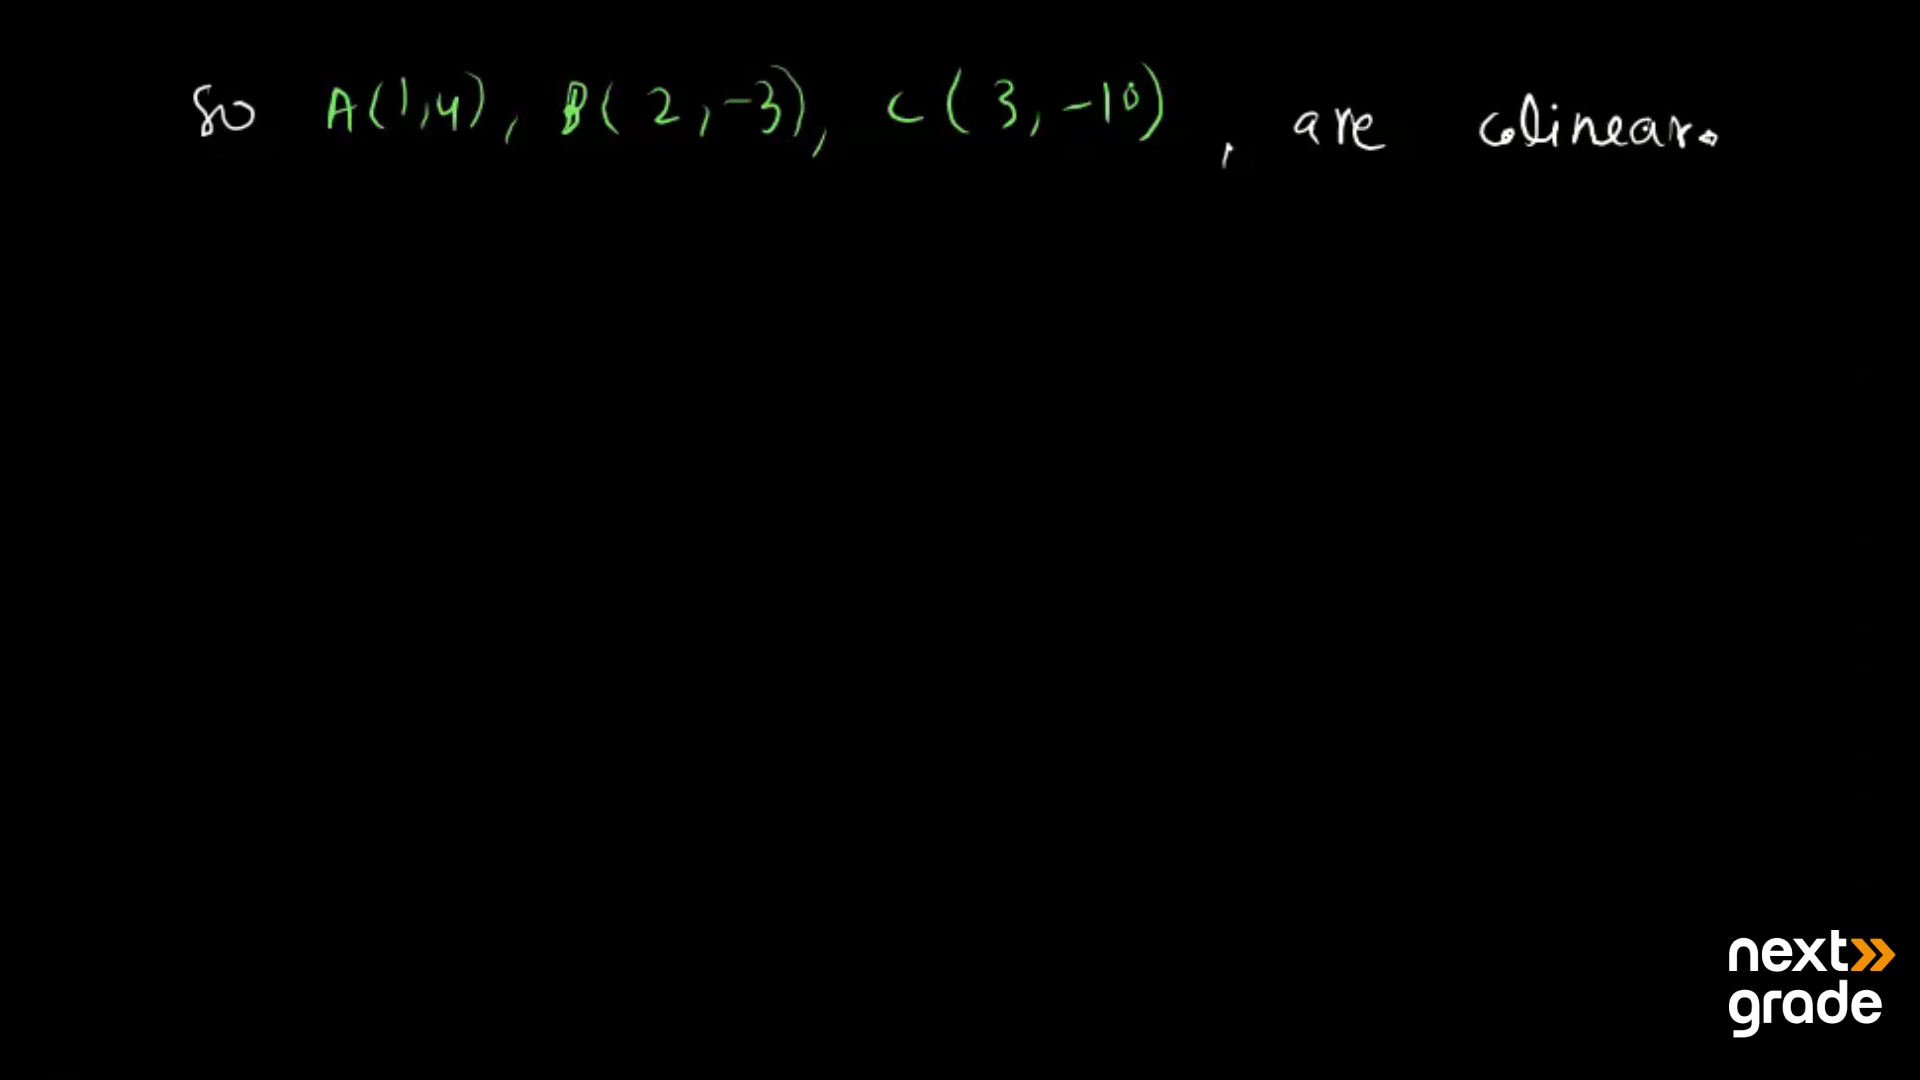 So A(1,4), B(2,-3), C(3,-10), are colinear.
next
grade